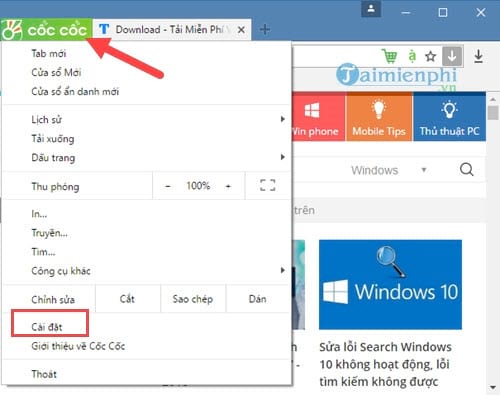 cốc cốc
Download - Tải Miễn Phí V
Tab mới
Cửa sổ Mới
Cửa sổ ẩn danh mới
Lịch sử
Tải xuống
Dấu trang
Thu phóng - 100% +
In...
Truyền...
Tìm...
Công cụ khác
Chỉnh sửa Cắt Sao chép Dán
Cài đặt
Giới thiệu về Cốc Cốc
Thoát
Taimienphi
.vn
Win phone Mobile Tips Thủ thuật PC
Windows
trên
Windows 10
Sửa lỗi Search Windows
10 không hoạt động, lỗi
tìm kiếm không được